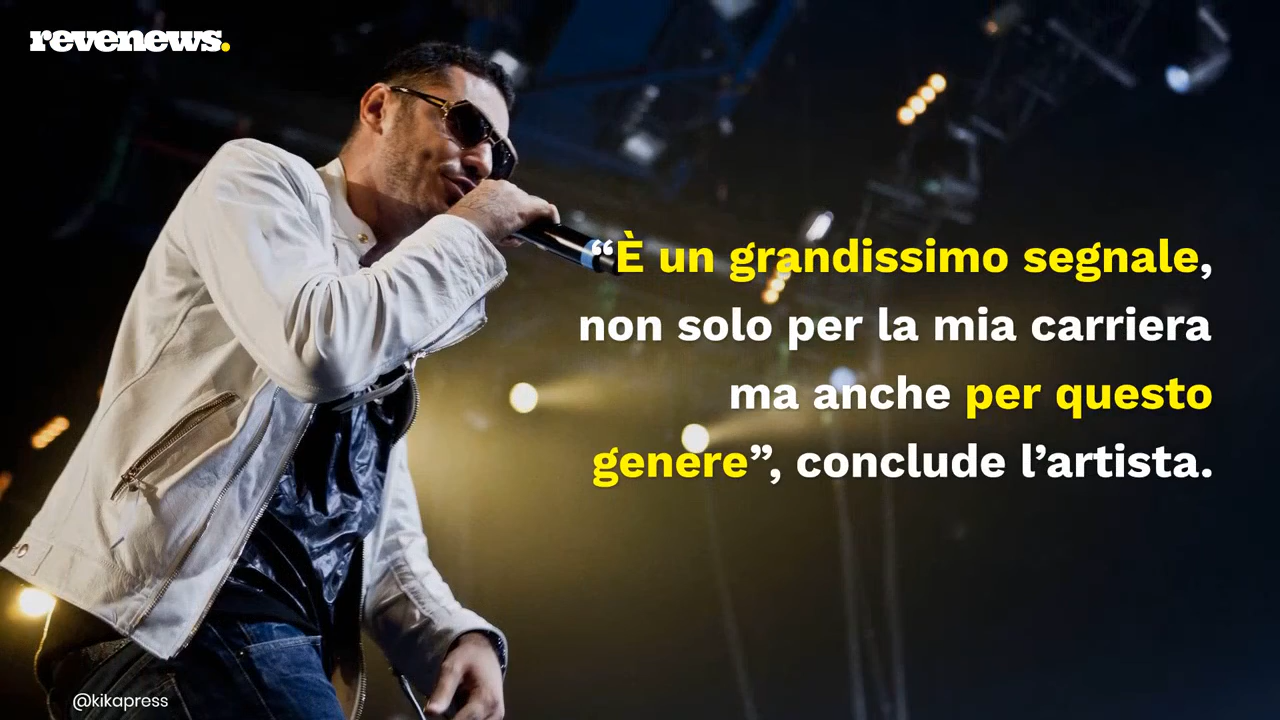 revenews.
“È un grandissimo segnale,
non solo per la mia carriera
ma anche per questo
genere”, conclude l’artista.
@kikapress